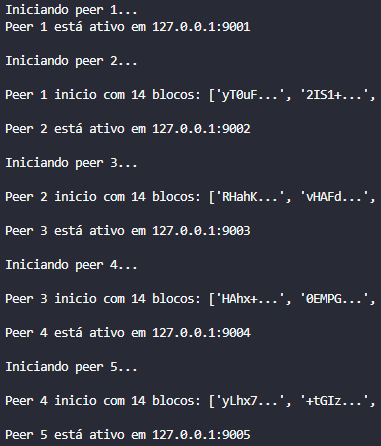 Iniciando peer 1...
Peer 1 está ativo em 127.0.0.1:9001
Iniciando peer 2...
Peer 1 inicio com 14 blocos: ['yT0uF...', '2IS1+...',
Peer 2 está ativo em 127.0.0.1:9002
Iniciando peer 3...
Peer 2 inicio com 14 blocos: ['RHahK...', 'vHAFd...',
Peer 3 está ativo em 127.0.0.1:9003
Iniciando peer 4...
Peer 3 inicio com 14 blocos: ['HAhx+...', '0EMPG...',
Peer 4 está ativo em 127.0.0.1:9004
Iniciando peer 5...
Peer 4 inicio com 14 blocos: ['yLhx7...', '+tGIz...',
Peer 5 está ativo em 127.0.0.1:9005